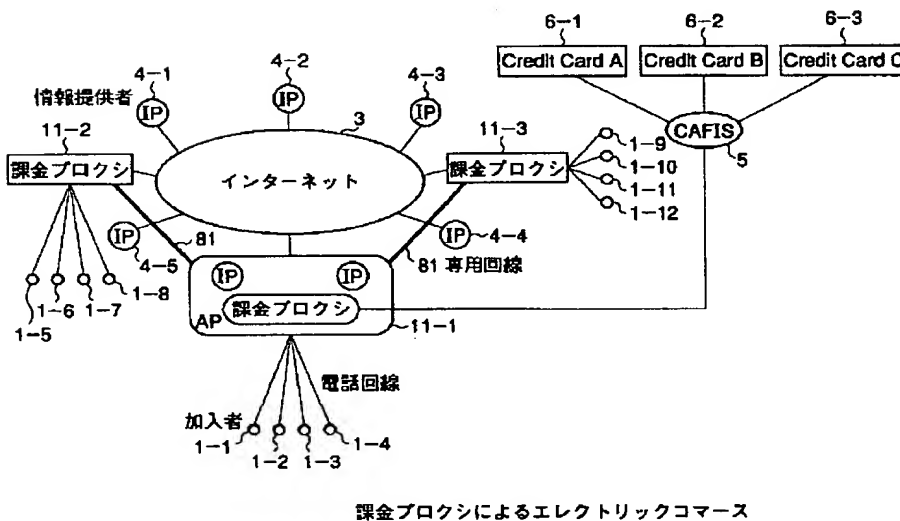 6-1
6-2
6-3
Credit Card A
Credit Card B
Credit Card C
CAFIS
5
4-1
4-2
4-3
情報提供者
IP
IP
IP
3
11-2
11-3
課金プロクシ
インターネット
課金プロクシ
1-9
1-10
1-11
1-12
IP
4-5
81
IP
4-4
81 専用回線
1-8
1-7
1-6
1-5
IP
IP
AP
課金プロクシ
11-1
電話回線
加入者
1-1
1-2
1-3
1-4
課金プロクシによるエレクトリックコマース